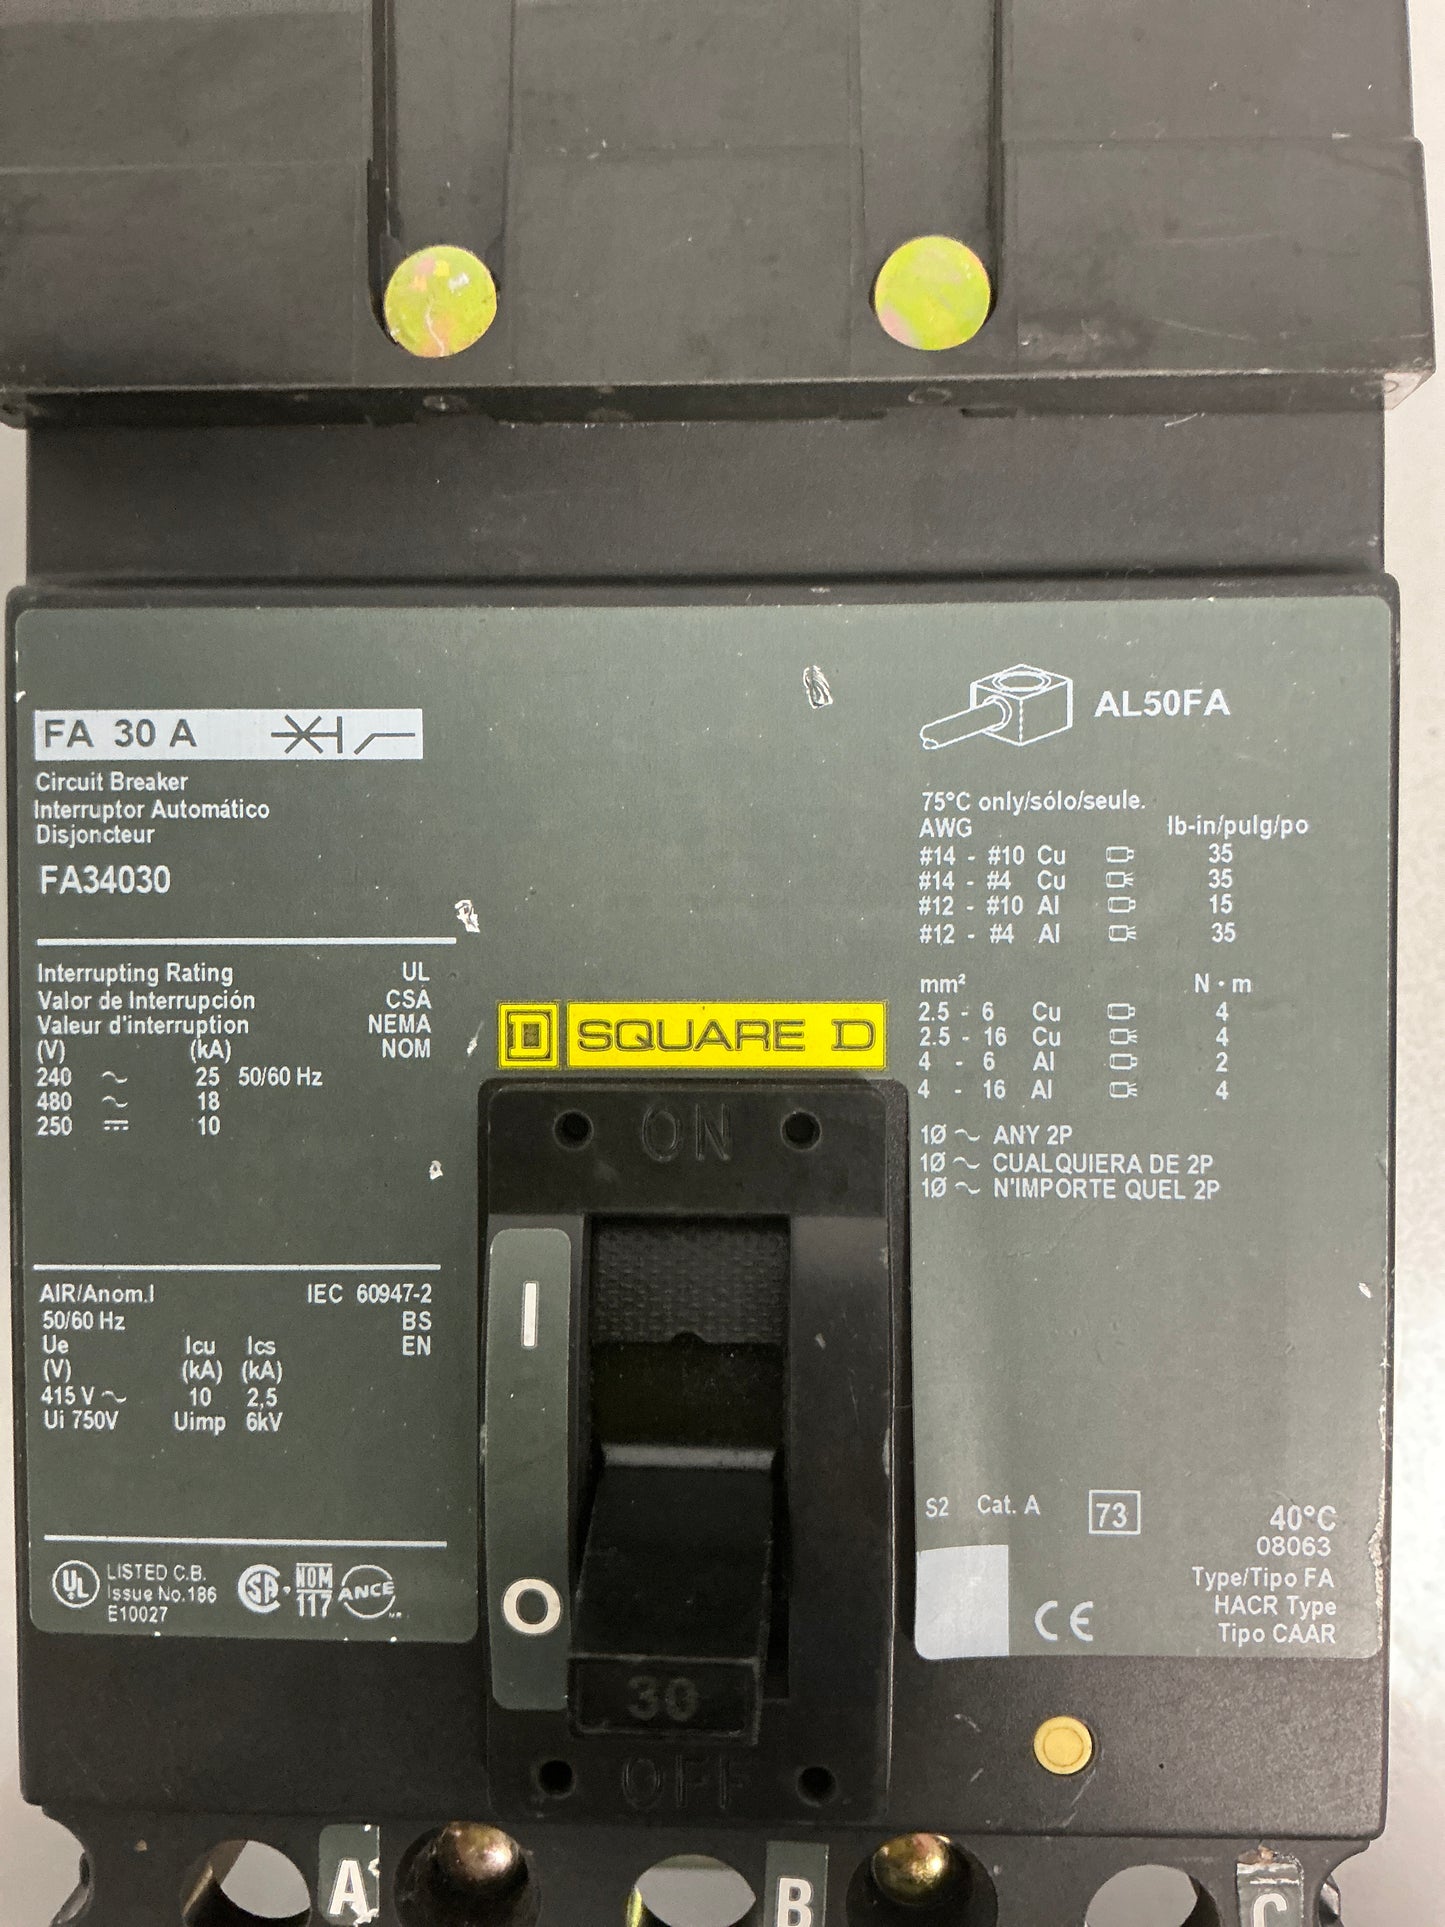 FA 30 A
Circuit Breaker
Interruptor Automático
Disjoncteur
FA34030
Interrupting Rating UL
Valor de Interrupción CSA
Valeur d'interruption NEMA
(V) (kA) NOM
240 ~ 25 50/60 Hz
480 ~ 18
250 ⎓ 10
AIR/Anom.I IEC 60947-2
50/60 Hz BS
Ue Icu Ics EN
(V) (kA) (kA)
415 V ~ 10 2,5
Ui 750V Uimp 6kV
UL LISTED C.B.
Issue No.186
E10027
SA NOM
117 ANCE
D SQUARE D
ON
I
O
30
OFF
AL50FA
75°C only/sólo/seule.
AWG lb-in/pulg/po
#14 - #10 Cu 35
#14 - #4 Cu 35
#12 - #10 Al 15
#12 - #4 Al 35
mm² N·m
2.5 - 6 Cu 4
2.5 - 16 Cu 4
4 - 6 Al 2
4 - 16 Al 4
1Ø ~ ANY 2P
1Ø ~ CUALQUIERA DE 2P
1Ø ~ N'IMPORTE QUEL 2P
S2 Cat. A 73 40°C
08063
Type/Tipo FA
HACR Type
Tipo CAAR
CE
A B C